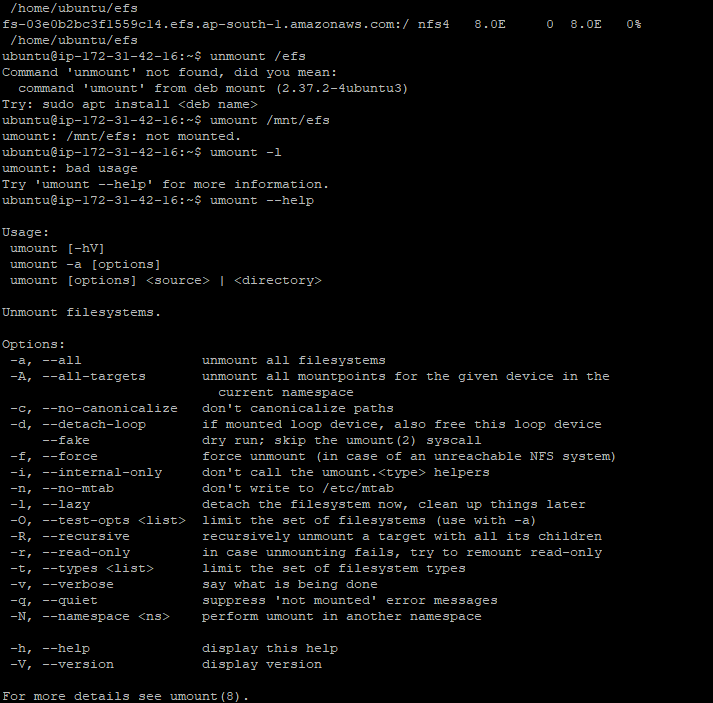 /home/ubuntu/efs
fs-03e0b2bc3f1559c14.efs.ap-south-1.amazonaws.com:/ nfs4   8.0E     0  8.0E   0%
 /home/ubuntu/efs
ubuntu@ip-172-31-42-16:~$ unmount /efs
Command 'unmount' not found, did you mean:
  command 'umount' from deb mount (2.37.2-4ubuntu3)
Try: sudo apt install <deb name>
ubuntu@ip-172-31-42-16:~$ umount /mnt/efs
umount: /mnt/efs: not mounted.
ubuntu@ip-172-31-42-16:~$ umount -l
umount: bad usage
Try 'umount --help' for more information.
ubuntu@ip-172-31-42-16:~$ umount --help

Usage:
 umount [-hV]
 umount -a [options]
 umount [options] <source> | <directory>

Unmount filesystems.

Options:
 -a, --all               unmount all filesystems
 -A, --all-targets       unmount all mountpoints for the given device in the
                           current namespace
 -c, --no-canonicalize   don't canonicalize paths
 -d, --detach-loop       if mounted loop device, also free this loop device
     --fake              dry run; skip the umount(2) syscall
 -f, --force             force unmount (in case of an unreachable NFS system)
 -i, --internal-only     don't call the umount.<type> helpers
 -n, --no-mtab           don't write to /etc/mtab
 -l, --lazy              detach the filesystem now, clean up things later
 -O, --test-opts <list>  limit the set of filesystems (use with -a)
 -R, --recursive         recursively unmount a target with all its children
 -r, --read-only         in case unmounting fails, try to remount read-only
 -t, --types <list>      limit the set of filesystem types
 -v, --verbose           say what is being done
 -q, --quiet             suppress 'not mounted' error messages
 -N, --namespace <ns>    perform umount in another namespace

 -h, --help              display this help
 -V, --version           display version

For more details see umount(8).